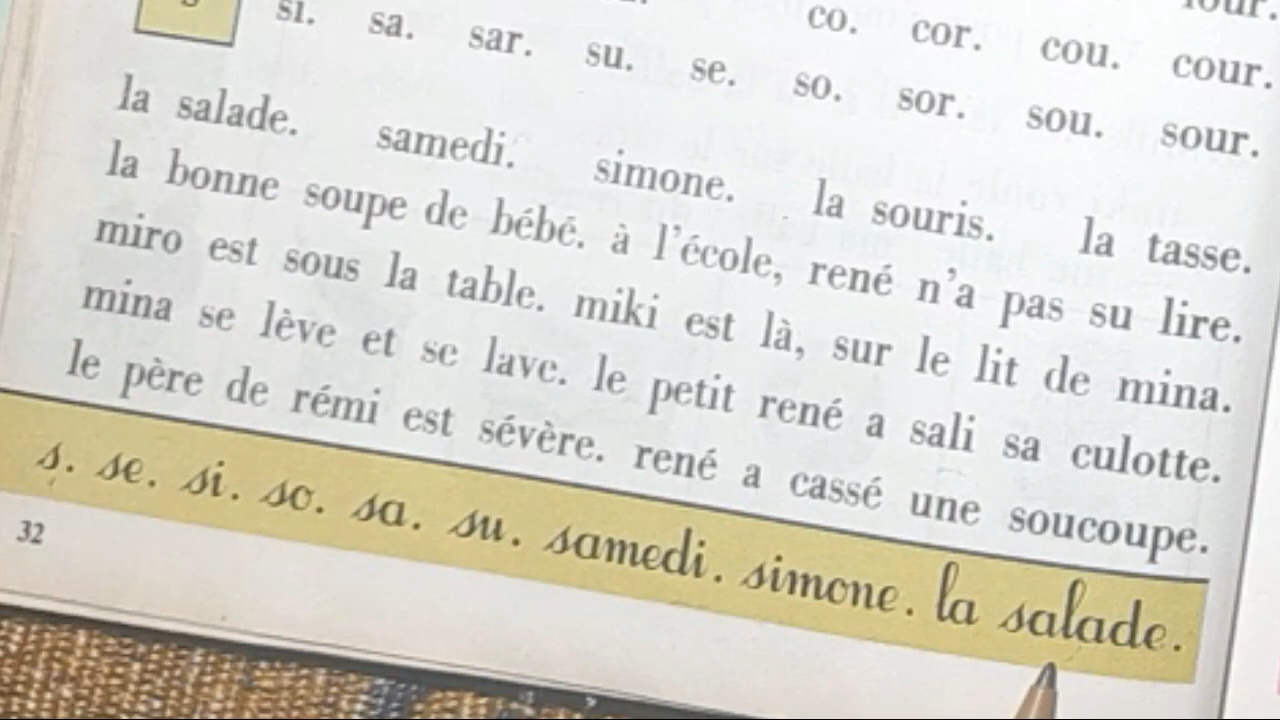 co. cor. cou. cour.
si. sa. sar. su. se. so. sor. sou. sour.
la salade. samedi. simone. la souris. la tasse.
la bonne soupe de bébé. à l'école, rené n'a pas su lire.
miro est sous la table. miki est là, sur le lit de mina.
mina se lève et se lave. le petit rené a sali sa culotte.
le père de rémi est sévère. rené a cassé une soucoupe.
s. se. si. so. sa. su. samedi. simone. la salade.
32